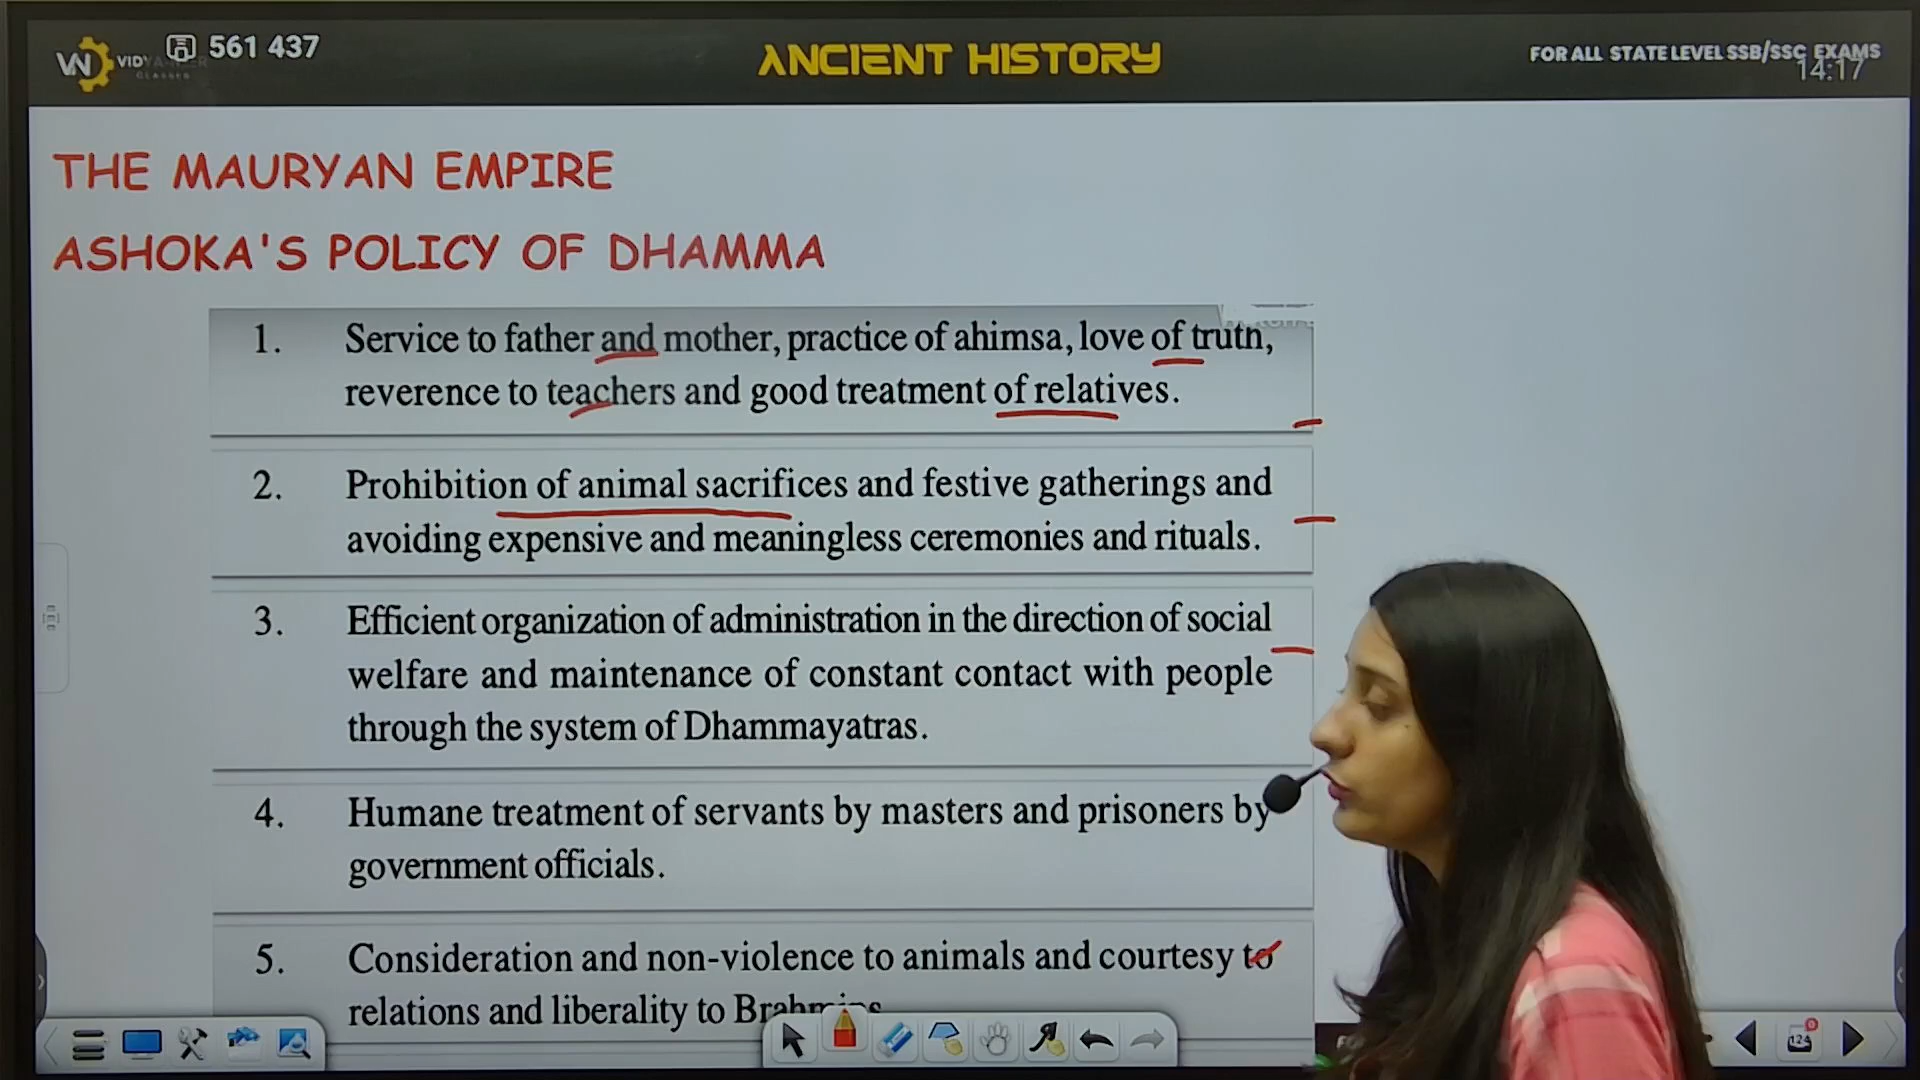 VIDYA
CLASSES
561 437
ANCIENT HISTORY
FOR ALL STATE LEVEL SSB/SSC EXAMS
14:17
THE MAURYAN EMPIRE
ASHOKA'S POLICY OF DHAMMA
1. Service to father and mother, practice of ahimsa, love of truth,
reverence to teachers and good treatment of relatives.
2. Prohibition of animal sacrifices and festive gatherings and
avoiding expensive and meaningless ceremonies and rituals.
3. Efficient organization of administration in the direction of social
welfare and maintenance of constant contact with people
through the system of Dhammayatras.
4. Humane treatment of servants by masters and prisoners by
government officials.
5. Consideration and non-violence to animals and courtesy to
relations and liberality to Brahmins
124